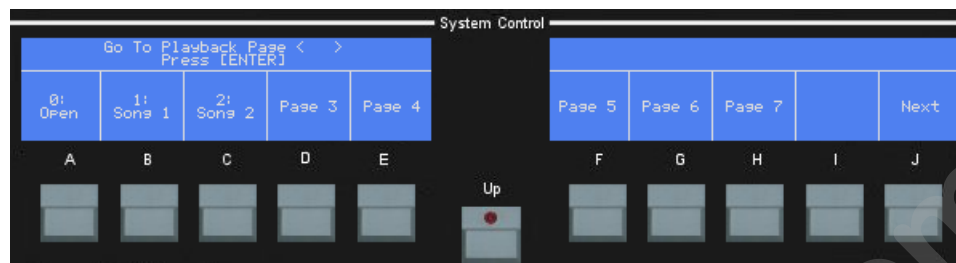 System Control
Go To Playback Page < >
Press [ENTER]
0:
Open
1:
Song 1
2:
Song 2
Page 3
Page 4
Page 5
Page 6
Page 7
Next
A
B
C
D
E
F
G
H
I
J
Up